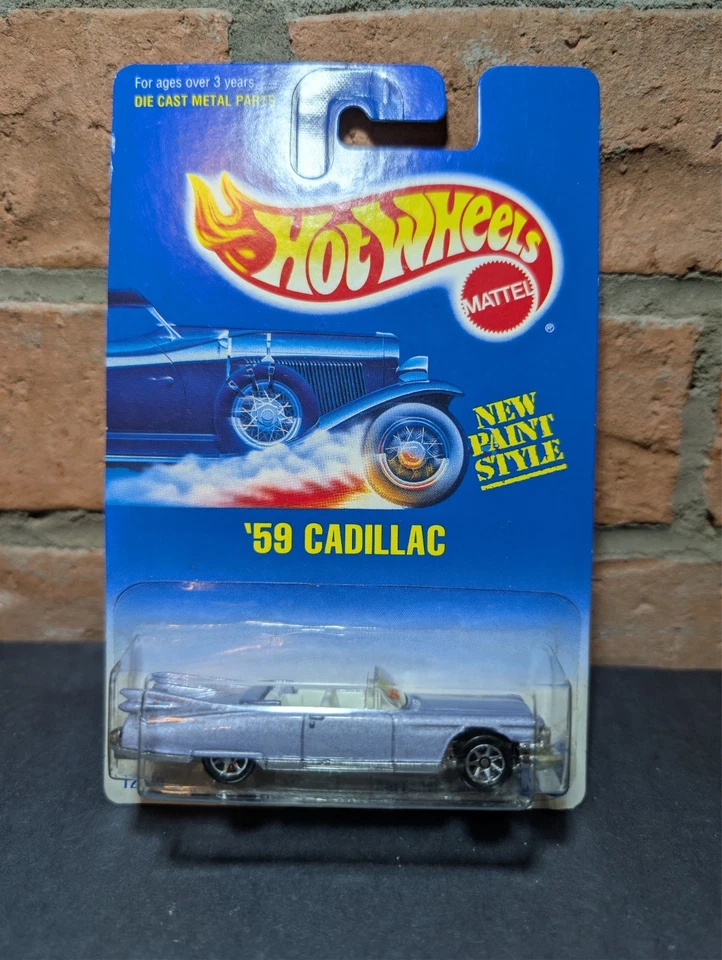 For ages over 3 years
DIE CAST METAL PARTS
HOT WHEELS
MATTEL
®
NEW
PAINT
STYLE
'59 CADILLAC